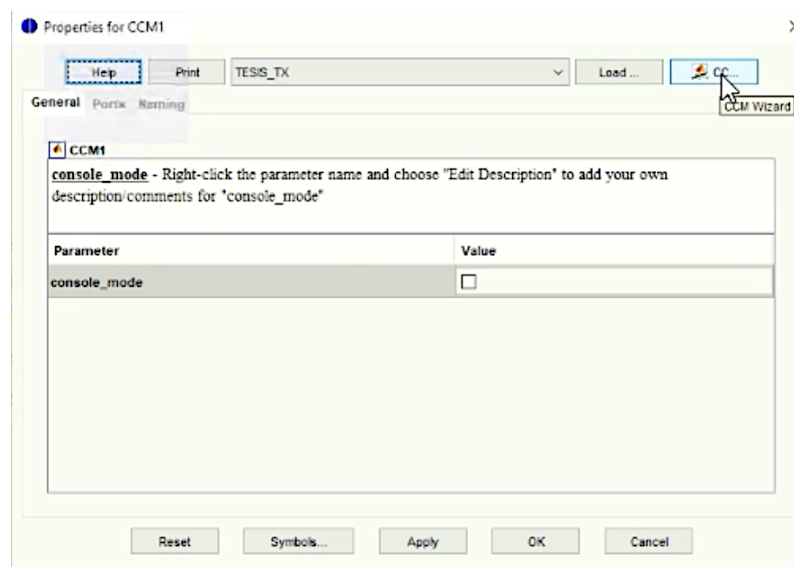 Properties for CCM1
Help Print TESIS_TX Load ... CC...
CCM Wizard
General Ports Naming
CCM1
console_mode - Right-click the parameter name and choose "Edit Description" to add your own
description/comments for "console_mode"
Parameter Value
console_mode
Reset Symbols... Apply OK Cancel